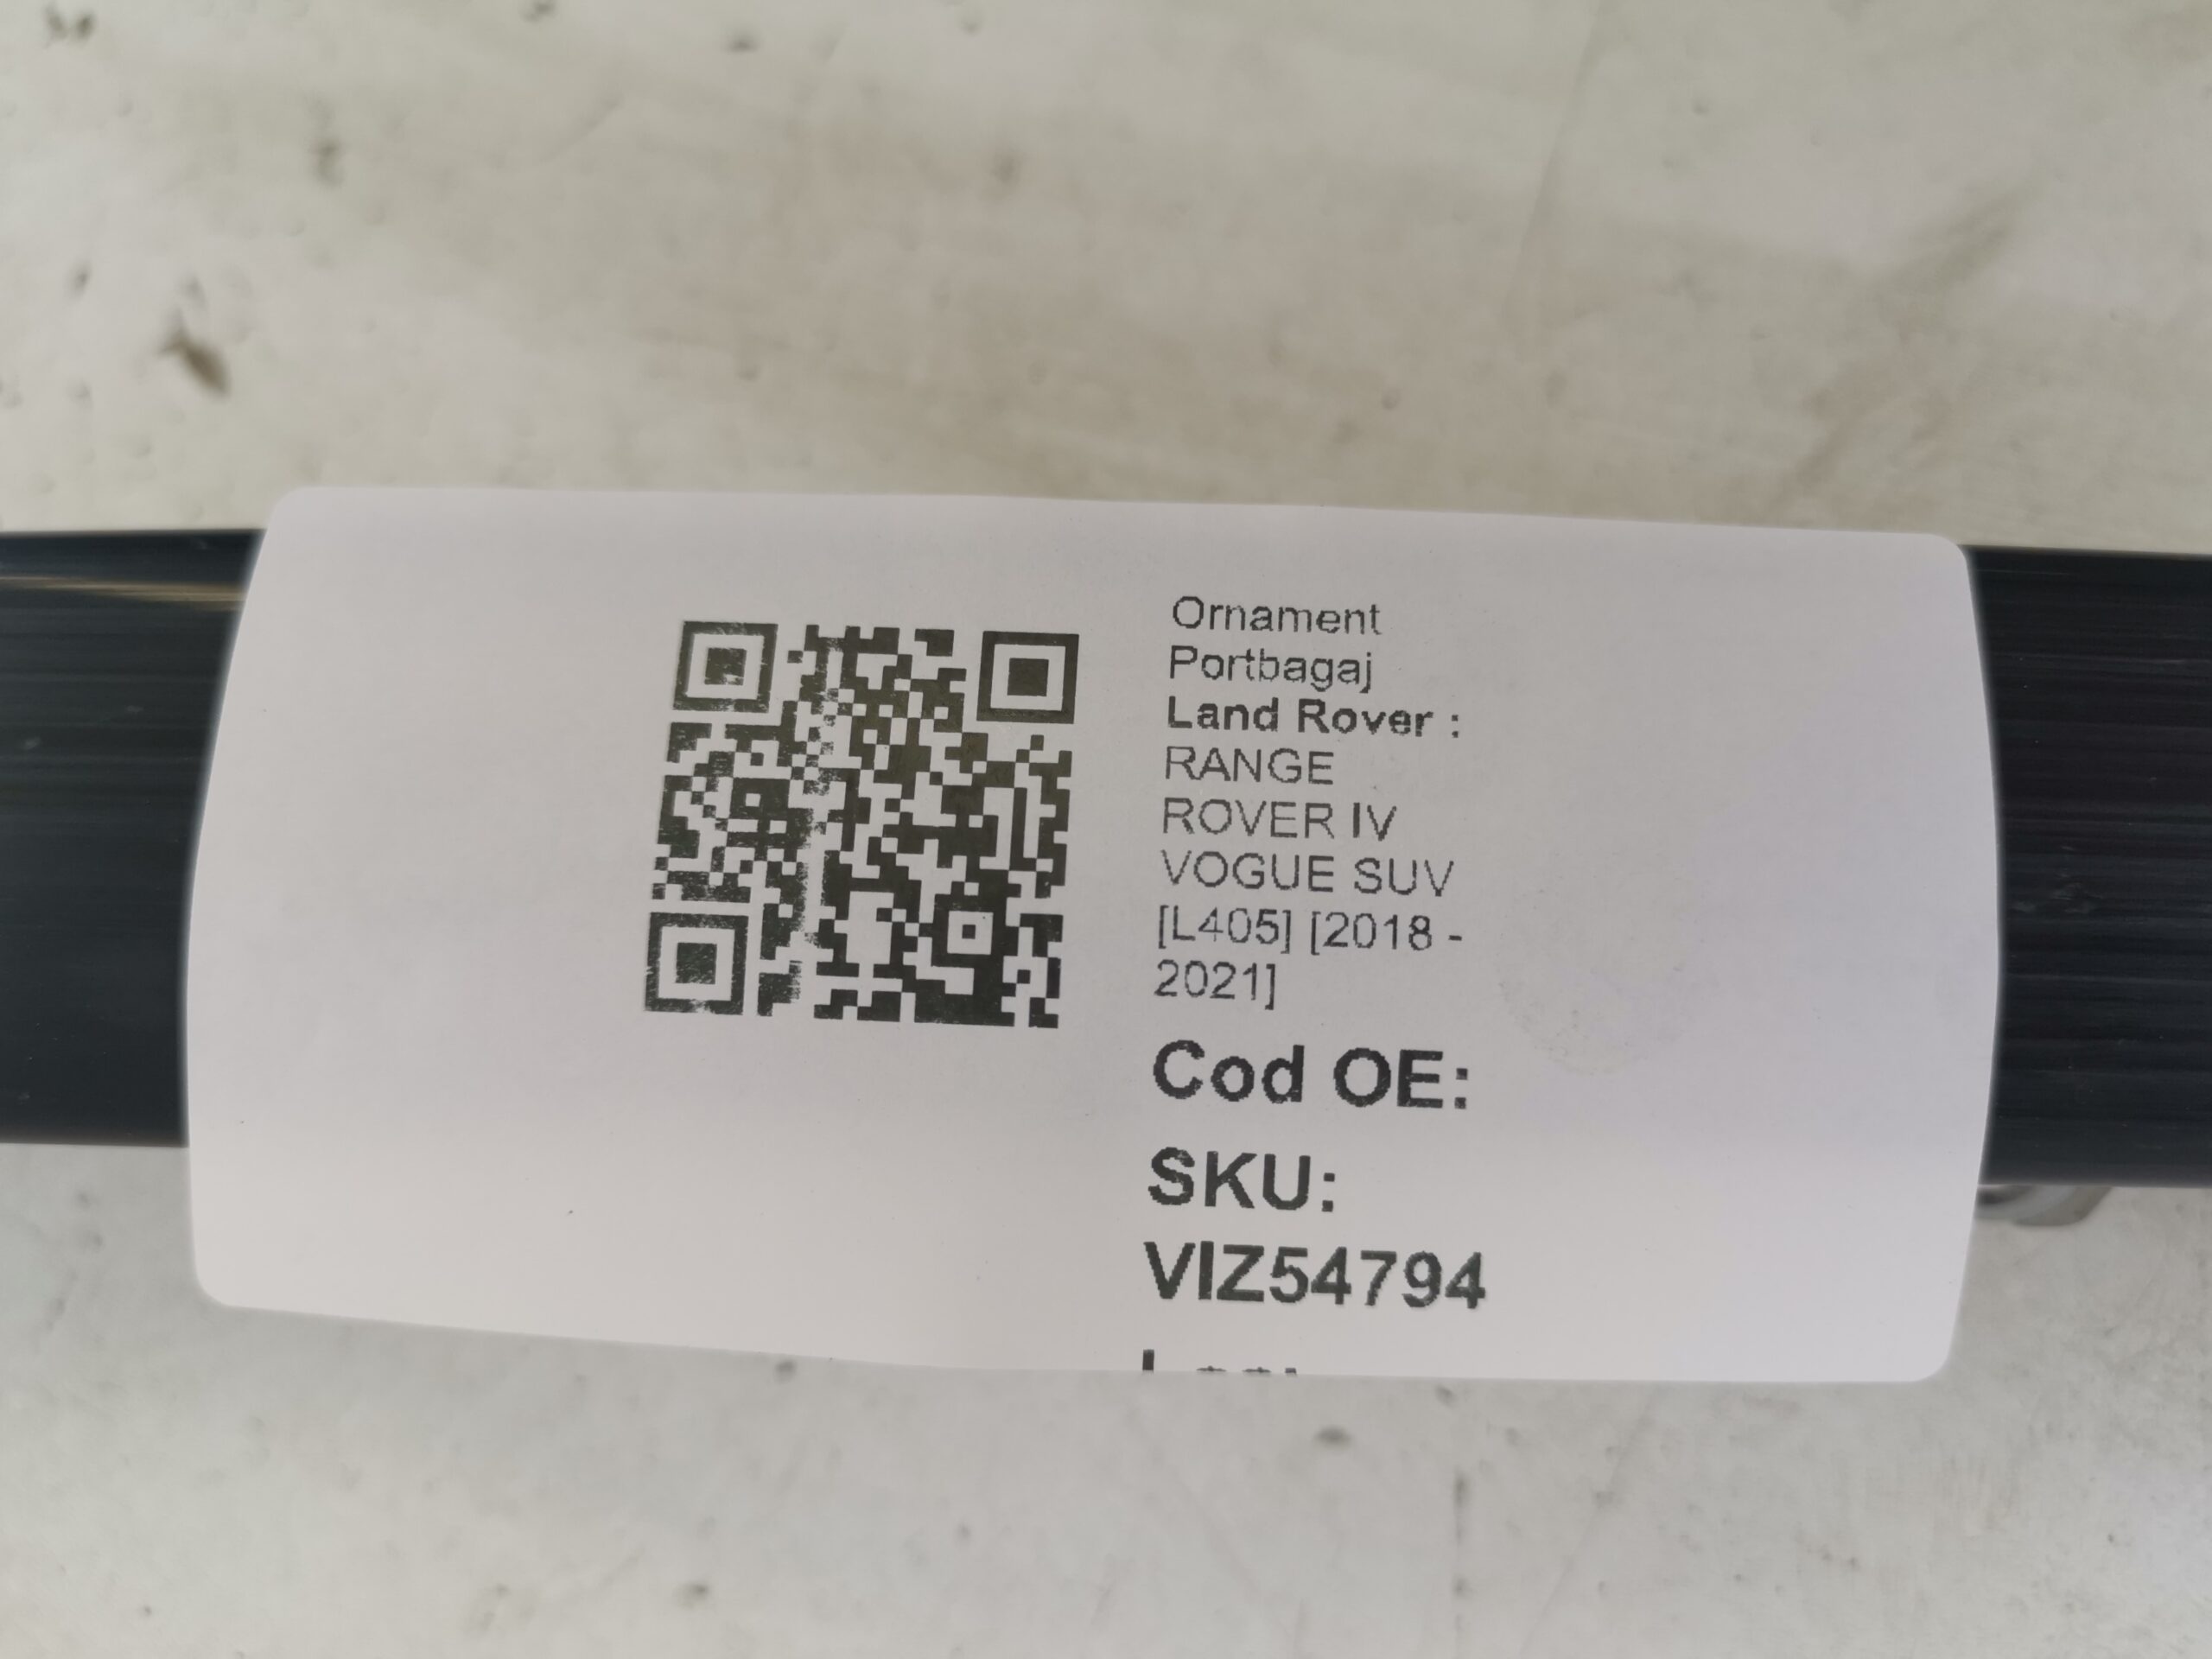 Ornament
Portbagaj
Land Rover :
RANGE
ROVER IV
VOGUE SUV
[L405] [2018 -
2021]
Cod OE:
SKU:
VIZ54794